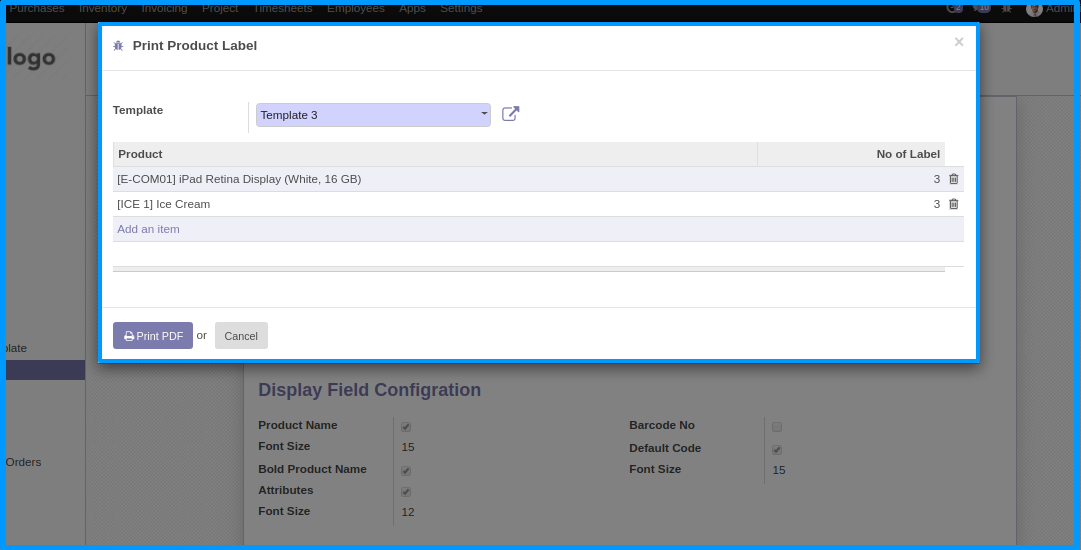 Purchases Inventory Invoicing Project Timesheets Employees Apps Settings Admin
logo
Print Product Label ×
Template Template 3
Product No of Label
[E-COM01] iPad Retina Display (White, 16 GB) 3
[ICE 1] Ice Cream 3
Add an item
Print PDF or Cancel
plate
Display Field Configration
Product Name Barcode No
Font Size 15 Default Code
Bold Product Name Font Size 15
Attributes
Orders
Font Size 12